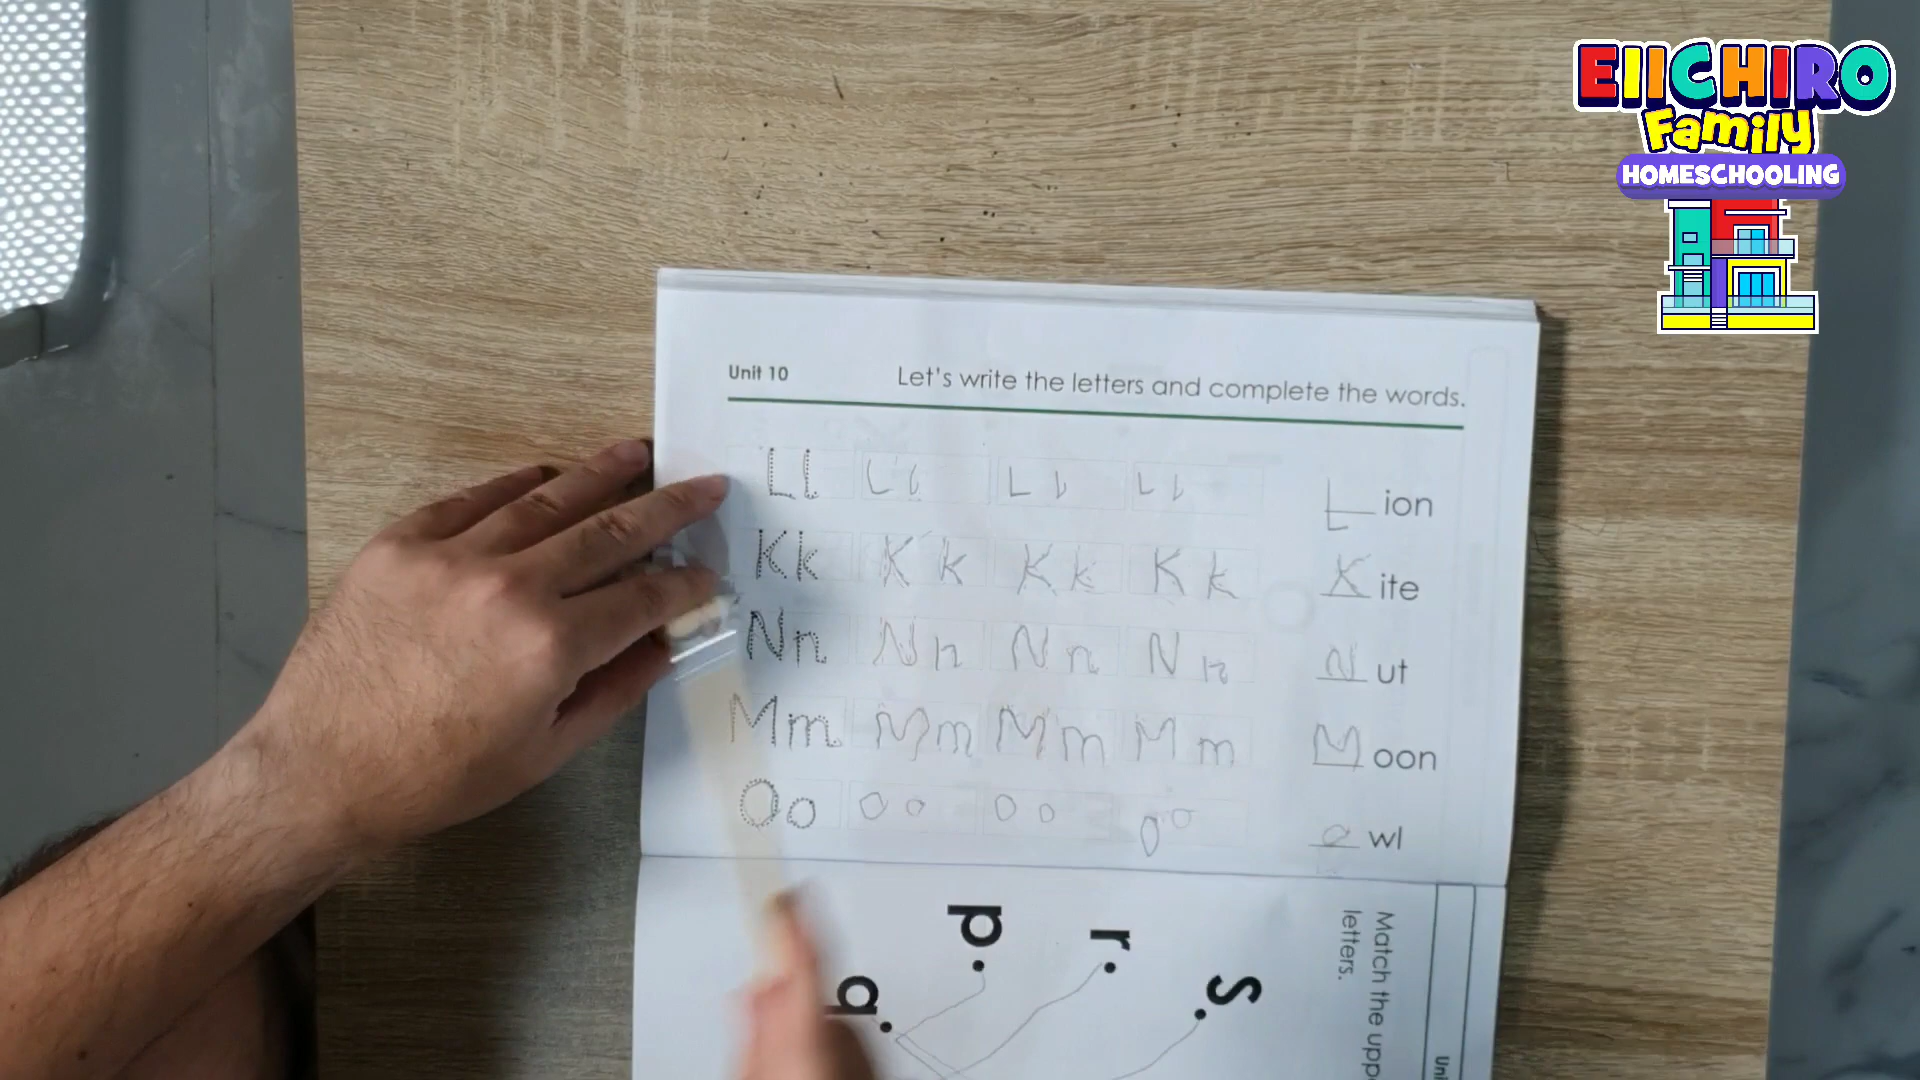 EIICHIRO
Family
HOMESCHOOLING
Unit 10 Let's write the letters and complete the words.
Ll Ll Ll Ll Lion
Kk Kk Kk Kk Kite
Nn Nn Nn Nn Nut
Mm Mm Mm Mm Moon
Oo Oo Oo Oo owl
p. r. S.
q.
Match the upp
letters.
Uni